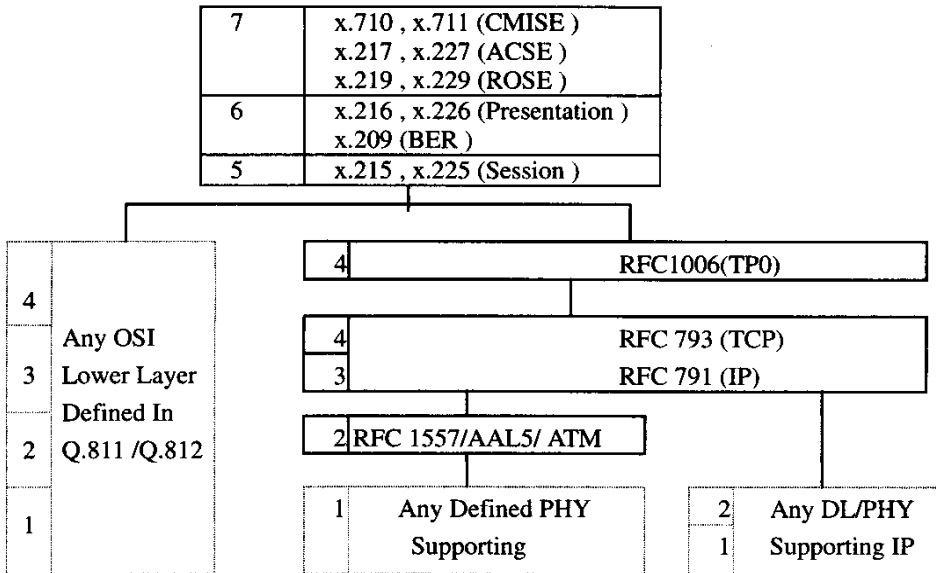 7 x.710 , x.711 (CMISE )
x.217 , x.227 (ACSE )
x.219 , x.229 (ROSE )
6 x.216 , x.226 (Presentation )
x.209 (BER )
5 x.215 , x.225 (Session )
4
3
2
1
Any OSI
Lower Layer
Defined In
Q.811 /Q.812
4 RFC1006(TP0)
4 RFC 793 (TCP)
3 RFC 791 (IP)
2 RFC 1557/AAL5/ ATM
1 Any Defined PHY
Supporting
2 Any DL/PHY
1 Supporting IP